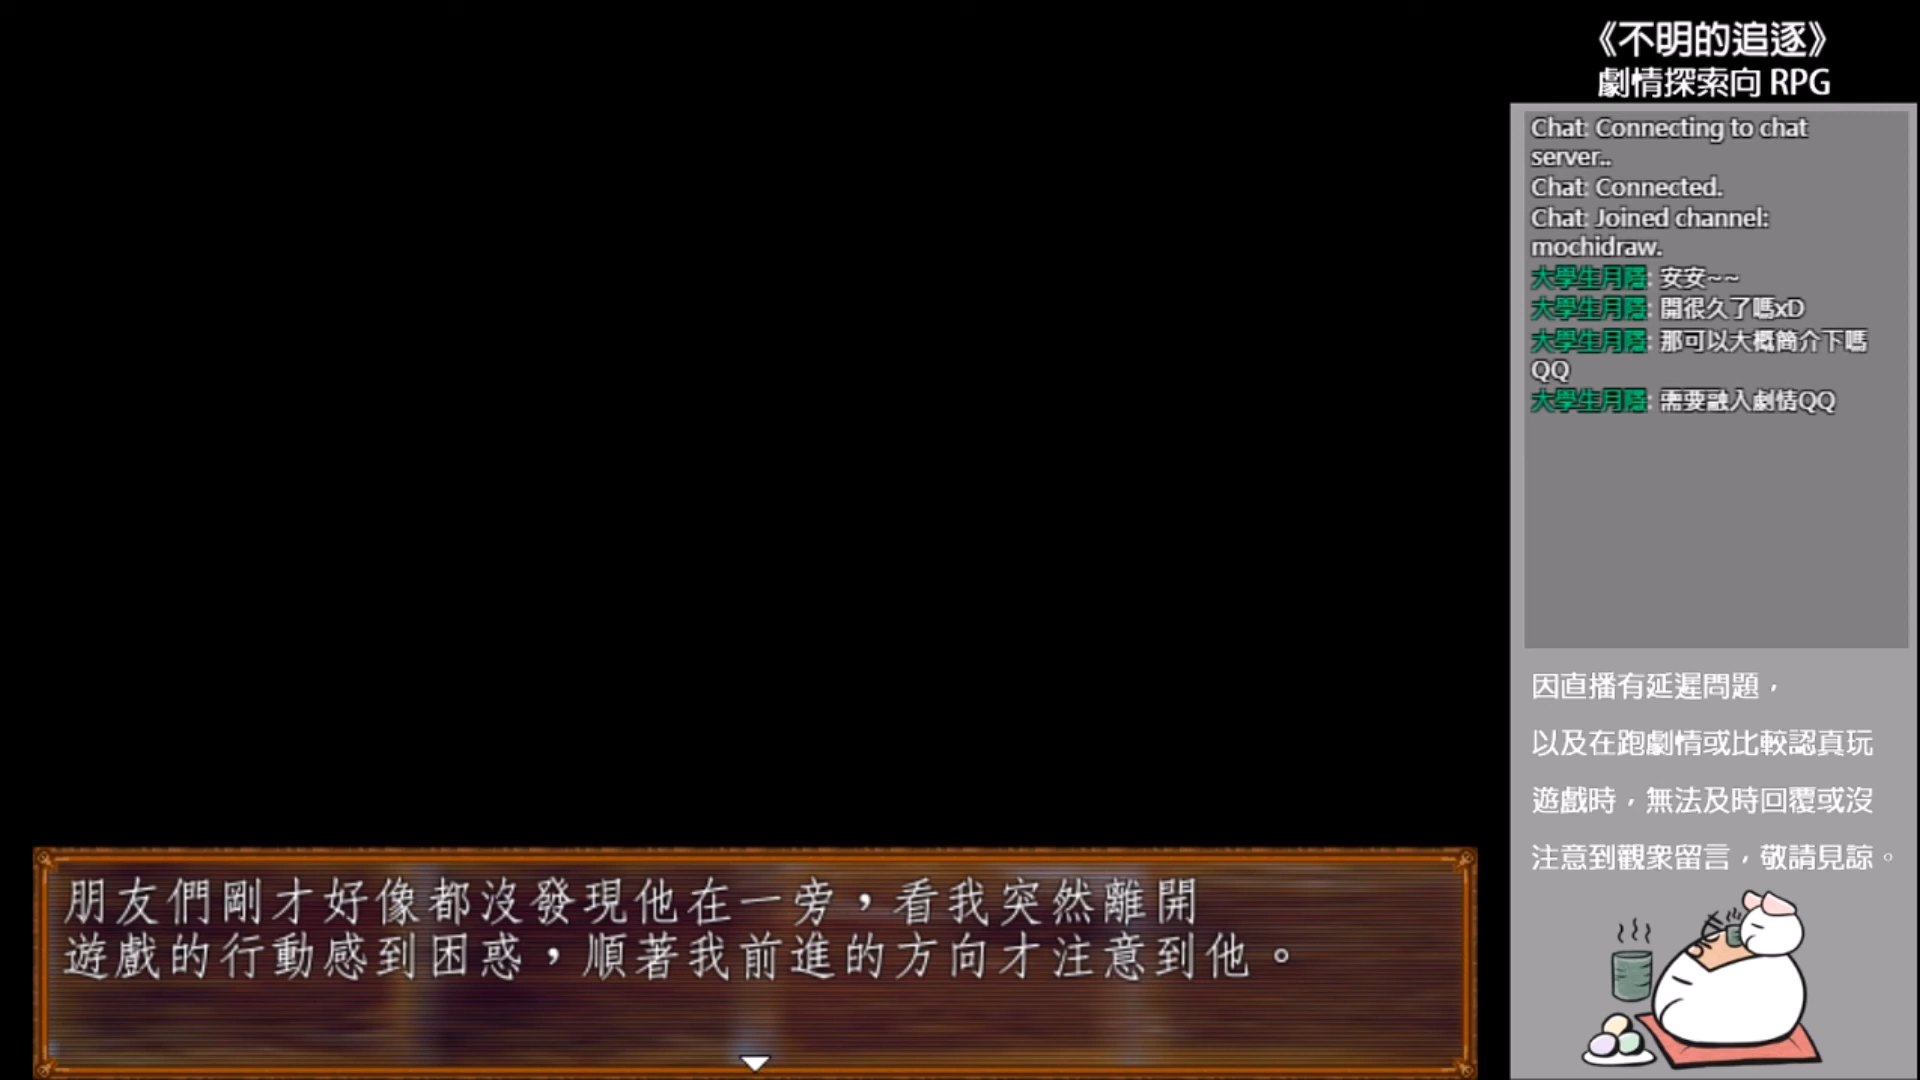 《不明的追逐》
劇情探索向 RPG
Chat: Connecting to chat
server..
Chat: Connected.
Chat: Joined channel:
mochidraw.
大學生月隱: 安安~~
大學生月隱: 開很久了嗎xD
大學生月隱: 那可以大概簡介下嗎
QQ
大學生月隱: 需要融入劇情QQ
因直播有延遲問題，
以及在跑劇情或比較認真玩
遊戲時，無法及時回覆或沒
注意到觀眾留言，敬請見諒。
朋友們剛才好像都沒發現他在一旁，看我突然離開
遊戲的行動感到困惑，順著我前進的方向才注意到他。